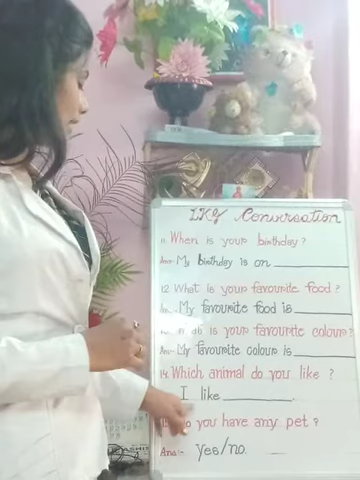 LKG Conversation
11. When is your birthday?
Ans- My birthday is on
12. What is your favourite food?
My favourite food is
is your favourite colour?
Ans- My favourite colour is
14. Which animal do you like ?
I like
you have any pet ?
Ans:- yes/no.